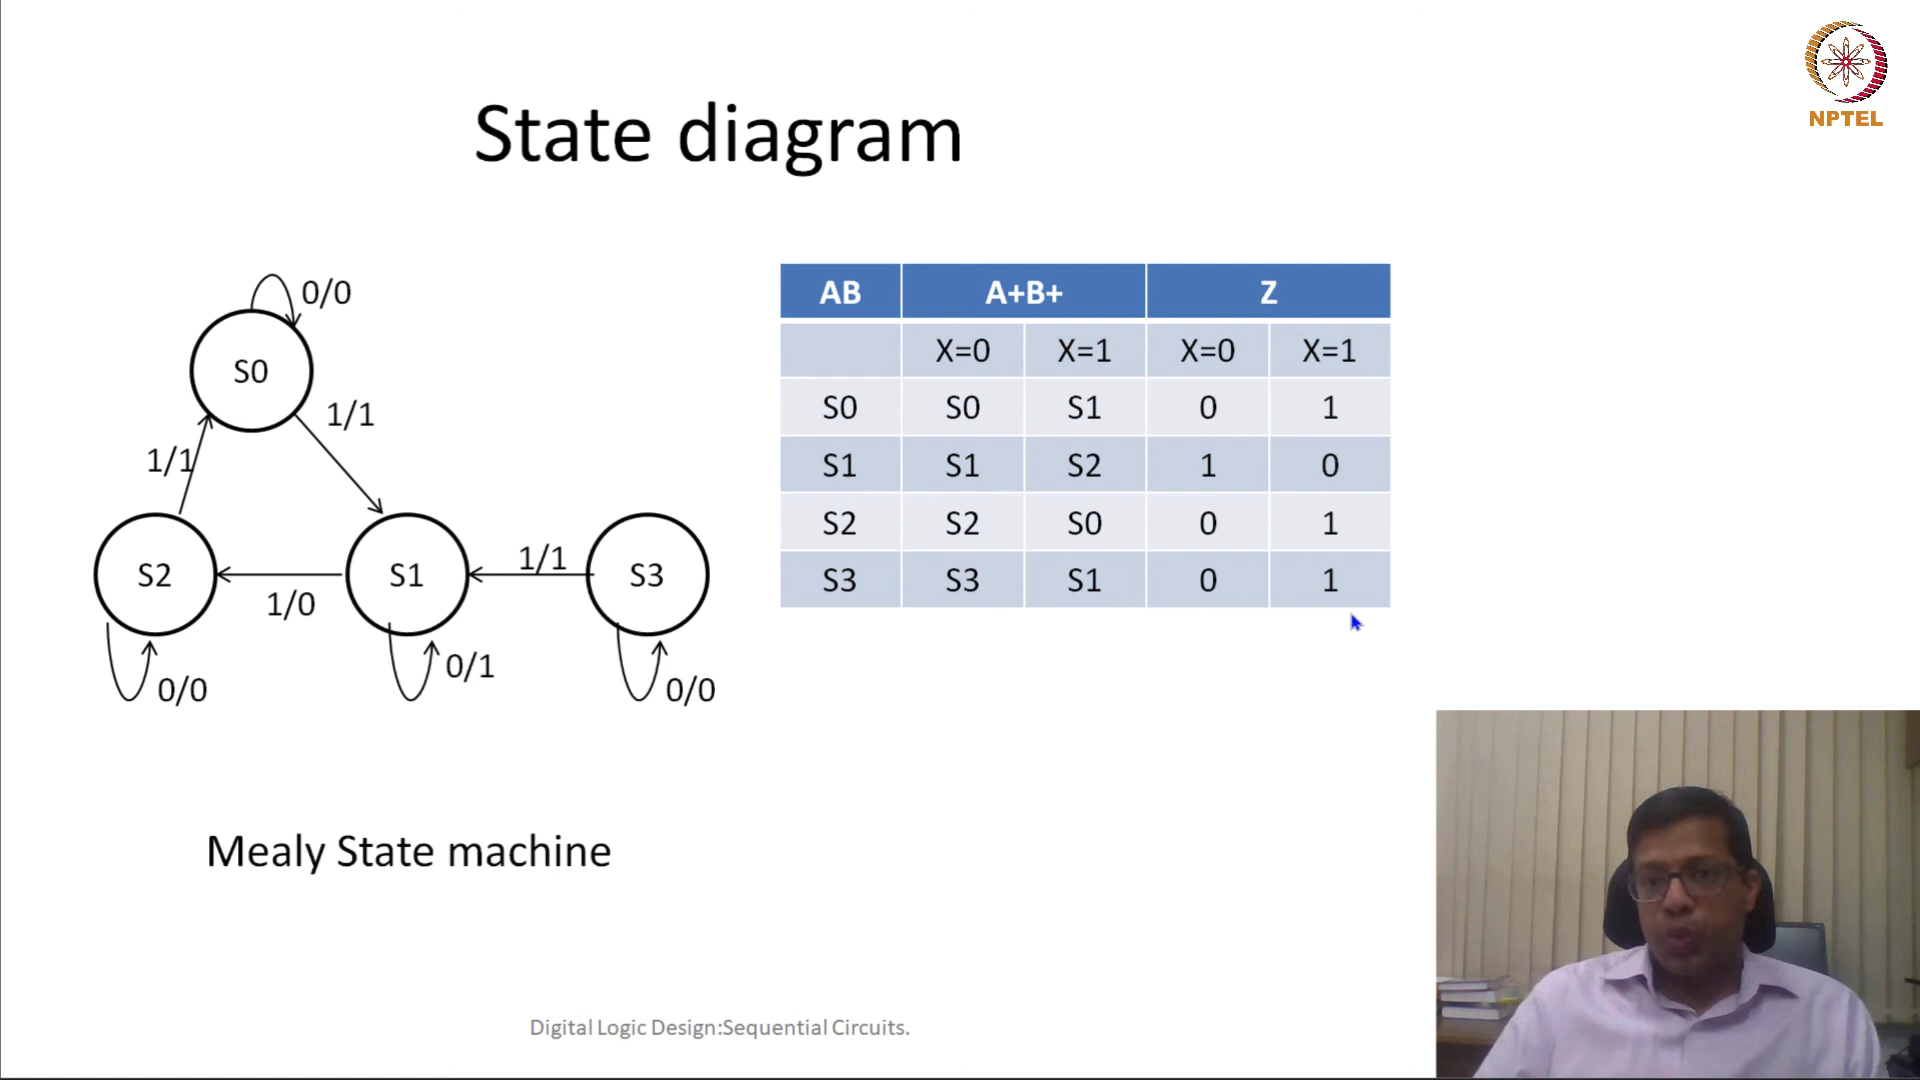 NPTEL
State diagram
0/0
S0
1/1
1/1
S2
S1
S3
1/1
1/0
0/0
0/1
0/0
AB A+B+ Z
X=0 X=1 X=0 X=1
S0 S0 S1 0 1
S1 S1 S2 1 0
S2 S2 S0 0 1
S3 S3 S1 0 1
Mealy State machine
Digital Logic Design:Sequential Circuits.